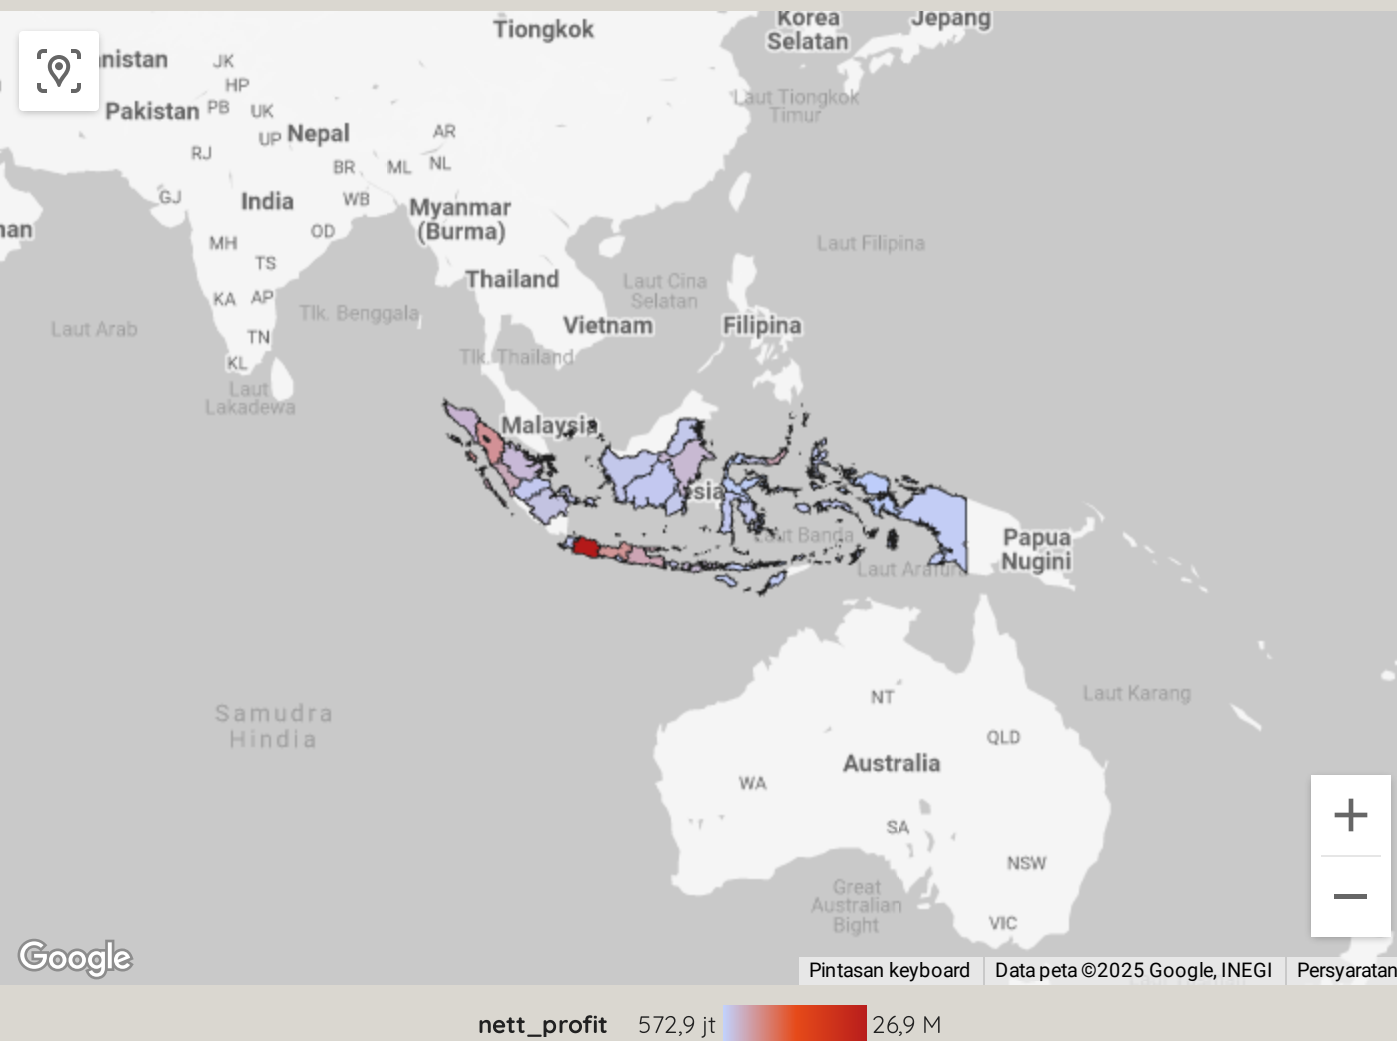 Tiongkok
Korea
Selatan
Jepang
nistan
JK
HP
Pakistan
PB
UK
Laut Tiongkok
Timur
UP
Nepal
AR
RJ
BR
ML
NL
GJ
India
WB
Myanmar
(Burma)
an
MH
OD
Laut Filipina
TS
Thailand
Laut Cina
Selatan
KA
AP
Tlk. Benggala
Laut Arab
TN
Vietnam
Filipina
KL
Tlk. Thailand
Laut
Lakadewa
Malaysia
esia
Laut Banda
Papua
Nugini
Laut Arafura
NT
Laut Karang
Samudra
Hindia
QLD
Australia
WA
SA
NSW
Great
Australian
Bight
VIC
Google
Pintasan keyboard
Data peta ©2025 Google, INEGI
Persyaratan
nett_profit 572,9 jt 26,9 M